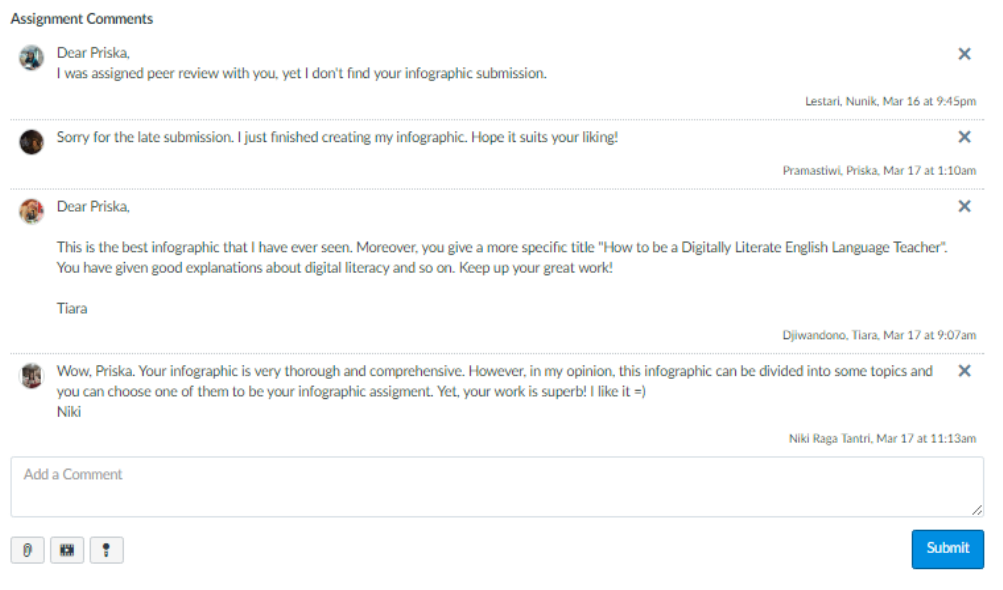 Assignment Comments
Dear Priska,
I was assigned peer review with you, yet I don't find your infographic submission.
Lestari, Nunik, Mar 16 at 9:45pm
Sorry for the late submission. I just finished creating my infographic. Hope it suits your liking!
Pramastiwi, Priska, Mar 17 at 1:10am
Dear Priska,
This is the best infographic that I have ever seen. Moreover, you give a more specific title "How to be a Digitally Literate English Language Teacher".
You have given good explanations about digital literacy and so on. Keep up your great work!
Tiara
Djiwandono, Tiara, Mar 17 at 9:07am
Wow, Priska. Your infographic is very thorough and comprehensive. However, in my opinion, this infographic can be divided into some topics and
you can choose one of them to be your infographic assigment. Yet, your work is superb! I like it =)
Niki
Niki Raga Tantri, Mar 17 at 11:13am
Add a Comment
Submit